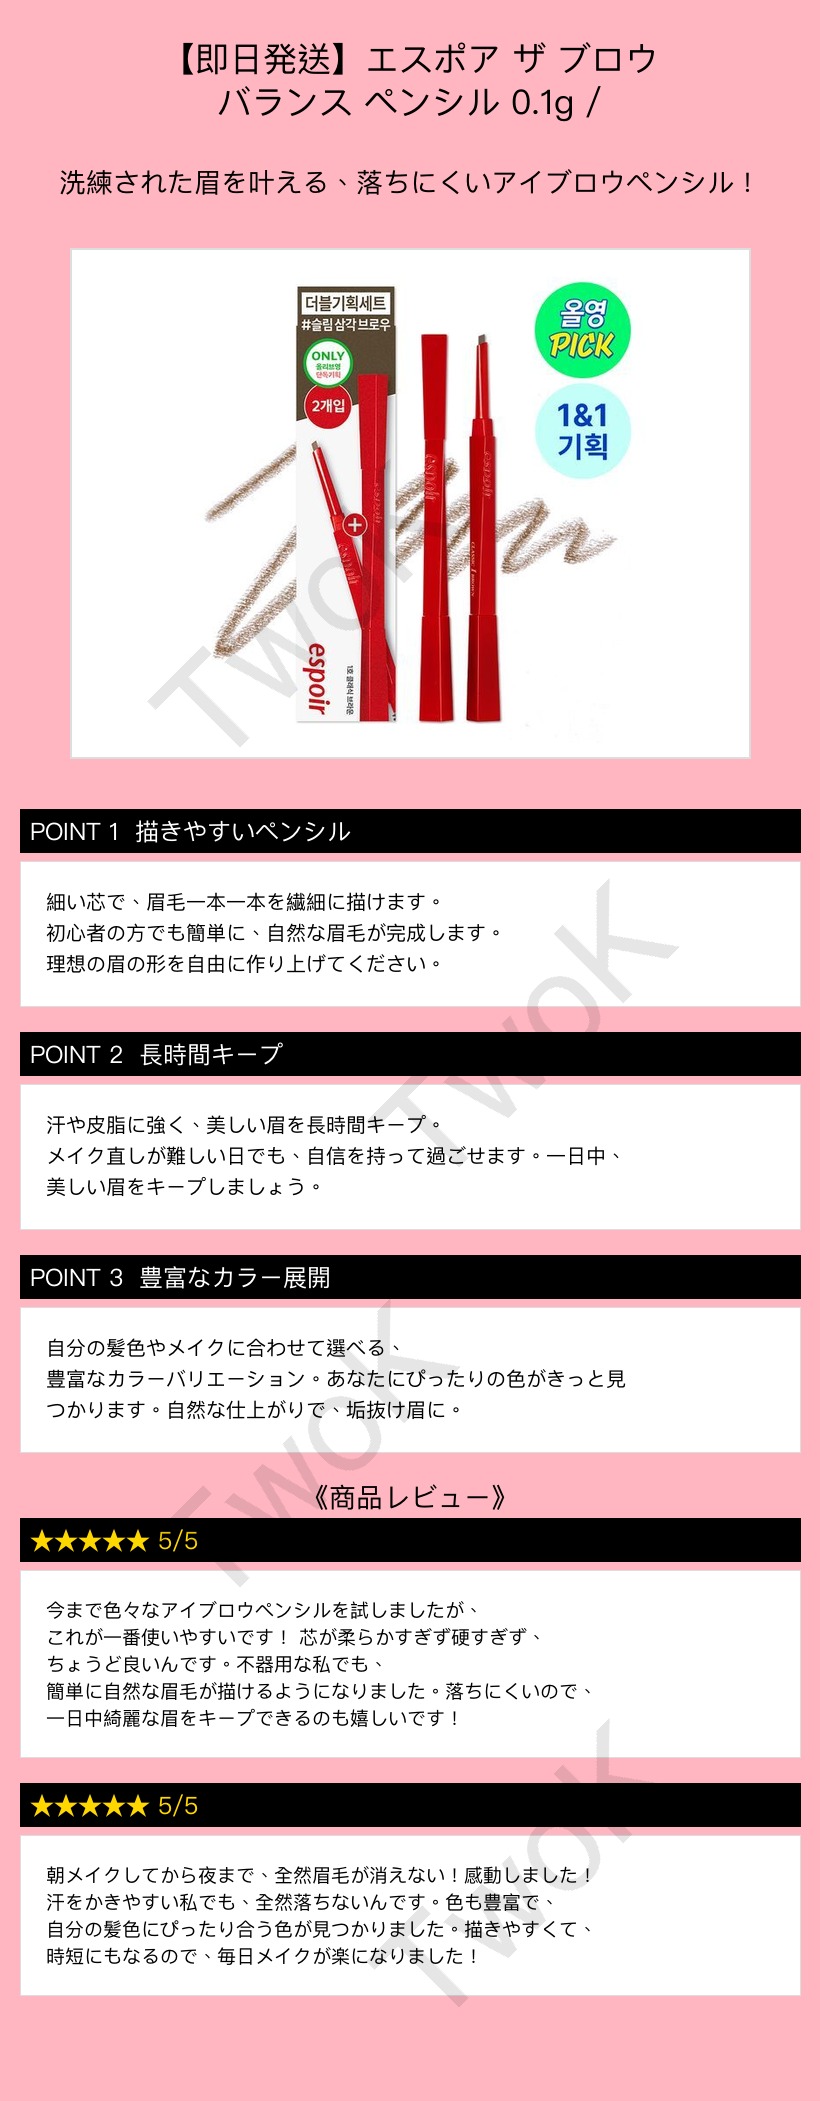 【即日発送】エスポア ザ ブロウ
バランス ペンシル 0.1g /
洗練された眉を叶える、落ちにくいアイブロウペンシル！
더블기획세트
#슬림삼각브로우
ONLY
올리브영
단독기획
2개입
espoir
1호 클래식 브라운
espoir
espoir
올영
PICK
1&1
기획
TwoK
POINT 1 描きやすいペンシル
細い芯で、眉毛一本一本を繊細に描けます。
初心者の方でも簡単に、自然な眉毛が完成します。
理想の眉の形を自由に作り上げてください。
TwoK
POINT 2 長時間キープ
汗や皮脂に強く、美しい眉を長時間キープ。
メイク直しが難しい日でも、自信を持って過ごせます。一日中、
美しい眉をキープしましょう。
POINT 3 豊富なカラー展開
自分の髪色やメイクに合わせて選べる、
豊富なカラーバリエーション。あなたにぴったりの色がきっと見
つかります。自然な仕上がりで、垢抜け眉に。
TwoK
《商品レビュー》
★★★★★ 5/5
今まで色々なアイブロウペンシルを試しましたが、
これが一番使いやすいです！ 芯が柔らかすぎず硬すぎず、
ちょうど良いんです。不器用な私でも、
簡単に自然な眉毛が描けるようになりました。落ちにくいので、
一日中綺麗な眉をキープできるのも嬉しいです！
★★★★★ 5/5
朝メイクしてから夜まで、全然眉毛が消えない！感動しました！
汗をかきやすい私でも、全然落ちないんです。色も豊富で、
自分の髪色にぴったり合う色が見つかりました。描きやすくて、
時短にもなるので、毎日メイクが楽になりました！
TwoK